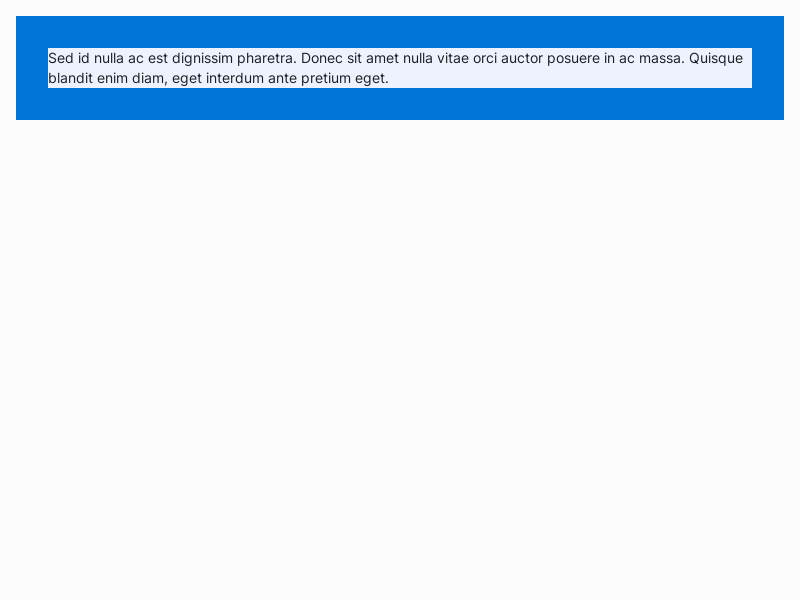 Sed id nulla ac est dignissim pharetra. Donec sit amet nulla vitae orci auctor posuere in ac massa. Quisque
blandit enim diam, eget interdum ante pretium eget.